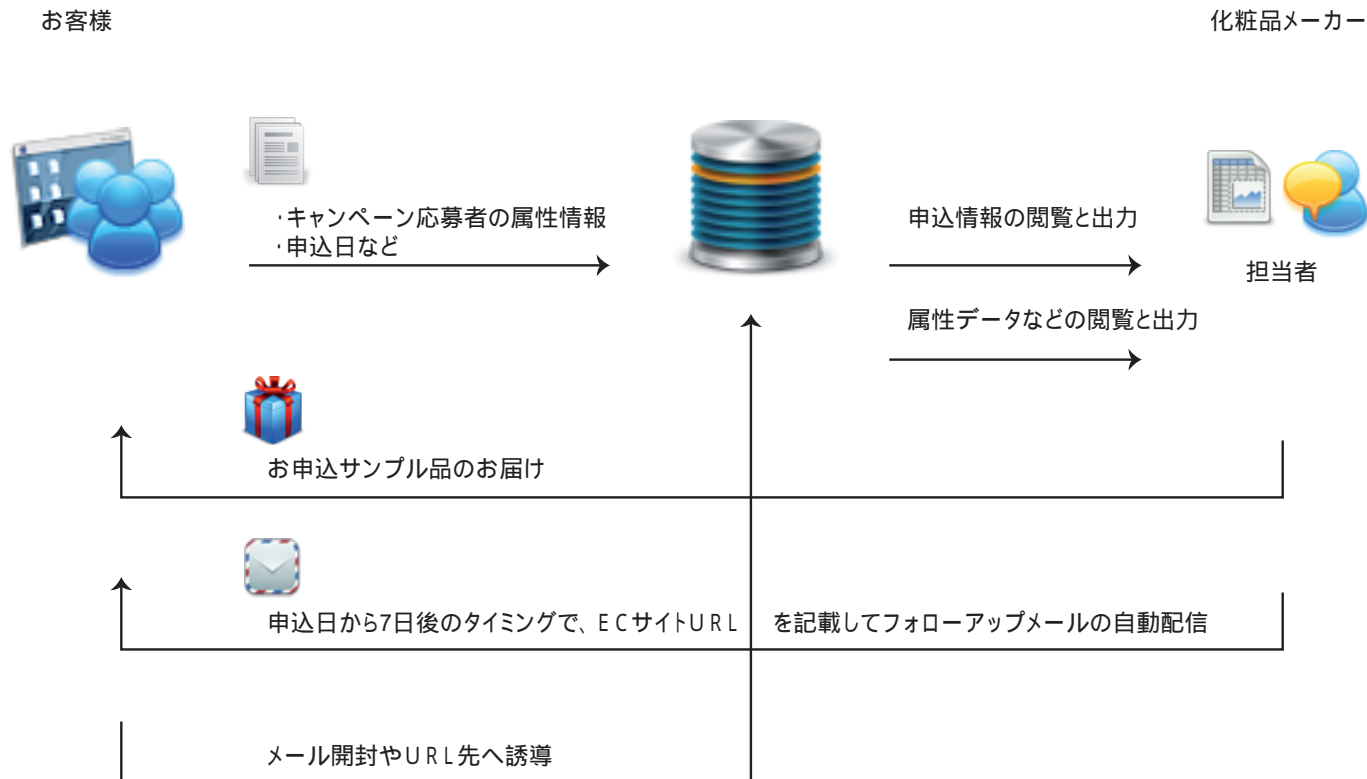 お客様
化粧品メーカー
・キャンペーン応募者の属性情報
・申込日など
申込情報の閲覧と出力
担当者
属性データなどの閲覧と出力
お申込サンプル品のお届け
申込日から7日後のタイミングで、ECサイトURL を記載してフォローアップメールの自動配信
メール開封やURL先へ誘導